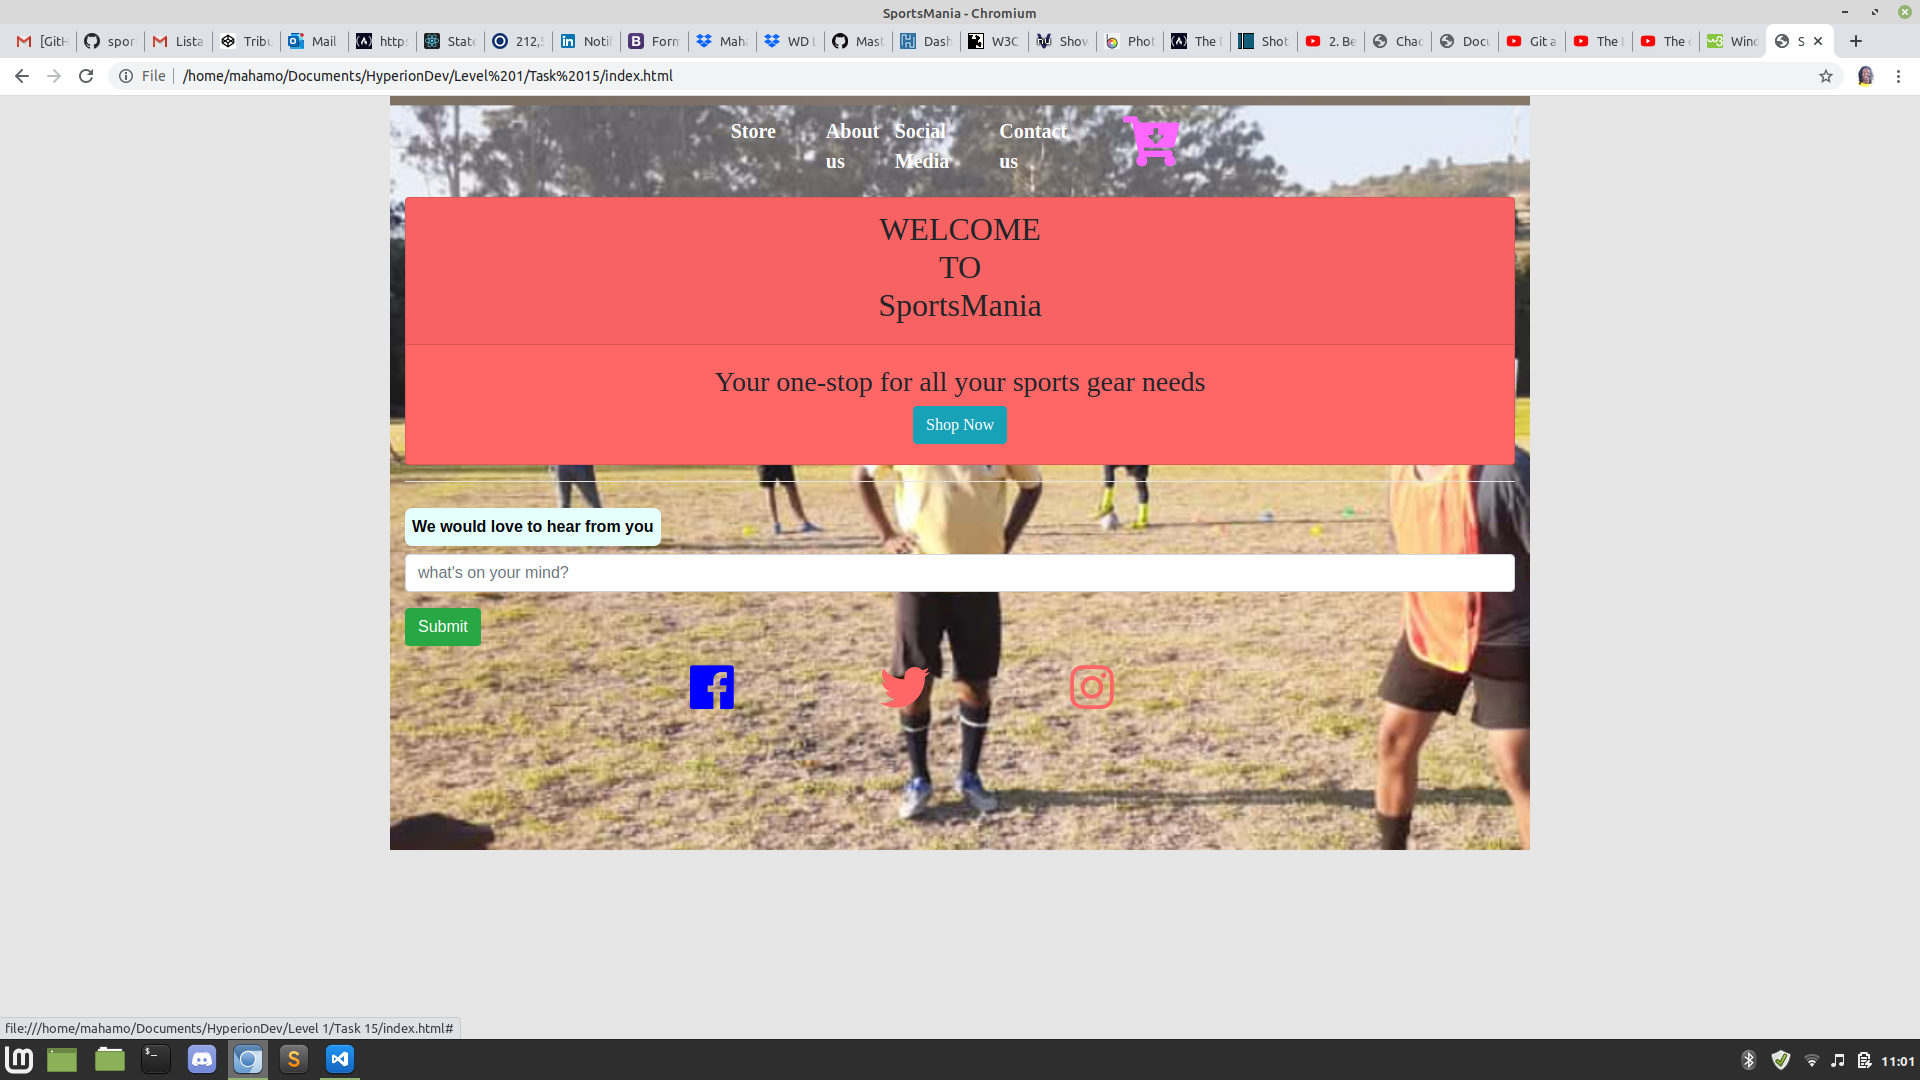 SportsMania - Chromium
[GitH
spor
Lista
Tribu
Mail
https
State
212,
Notif
Form
Maha
WD L
Mast
Dash
W3C
Show
Phot
The L
Shot
2. Be
Chac
Docu
Git a
The
The
Winc
S
File
/home/mahamo/Documents/HyperionDev/Level%201/Task%2015/index.html
Store
About us
Social Media
Contact us
WELCOME
TO
SportsMania
Your one-stop for all your sports gear needs
Shop Now
We would love to hear from you
what's on your mind?
Submit
file:///home/mahamo/Documents/HyperionDev/Level 1/Task 15/index.html#
11:01